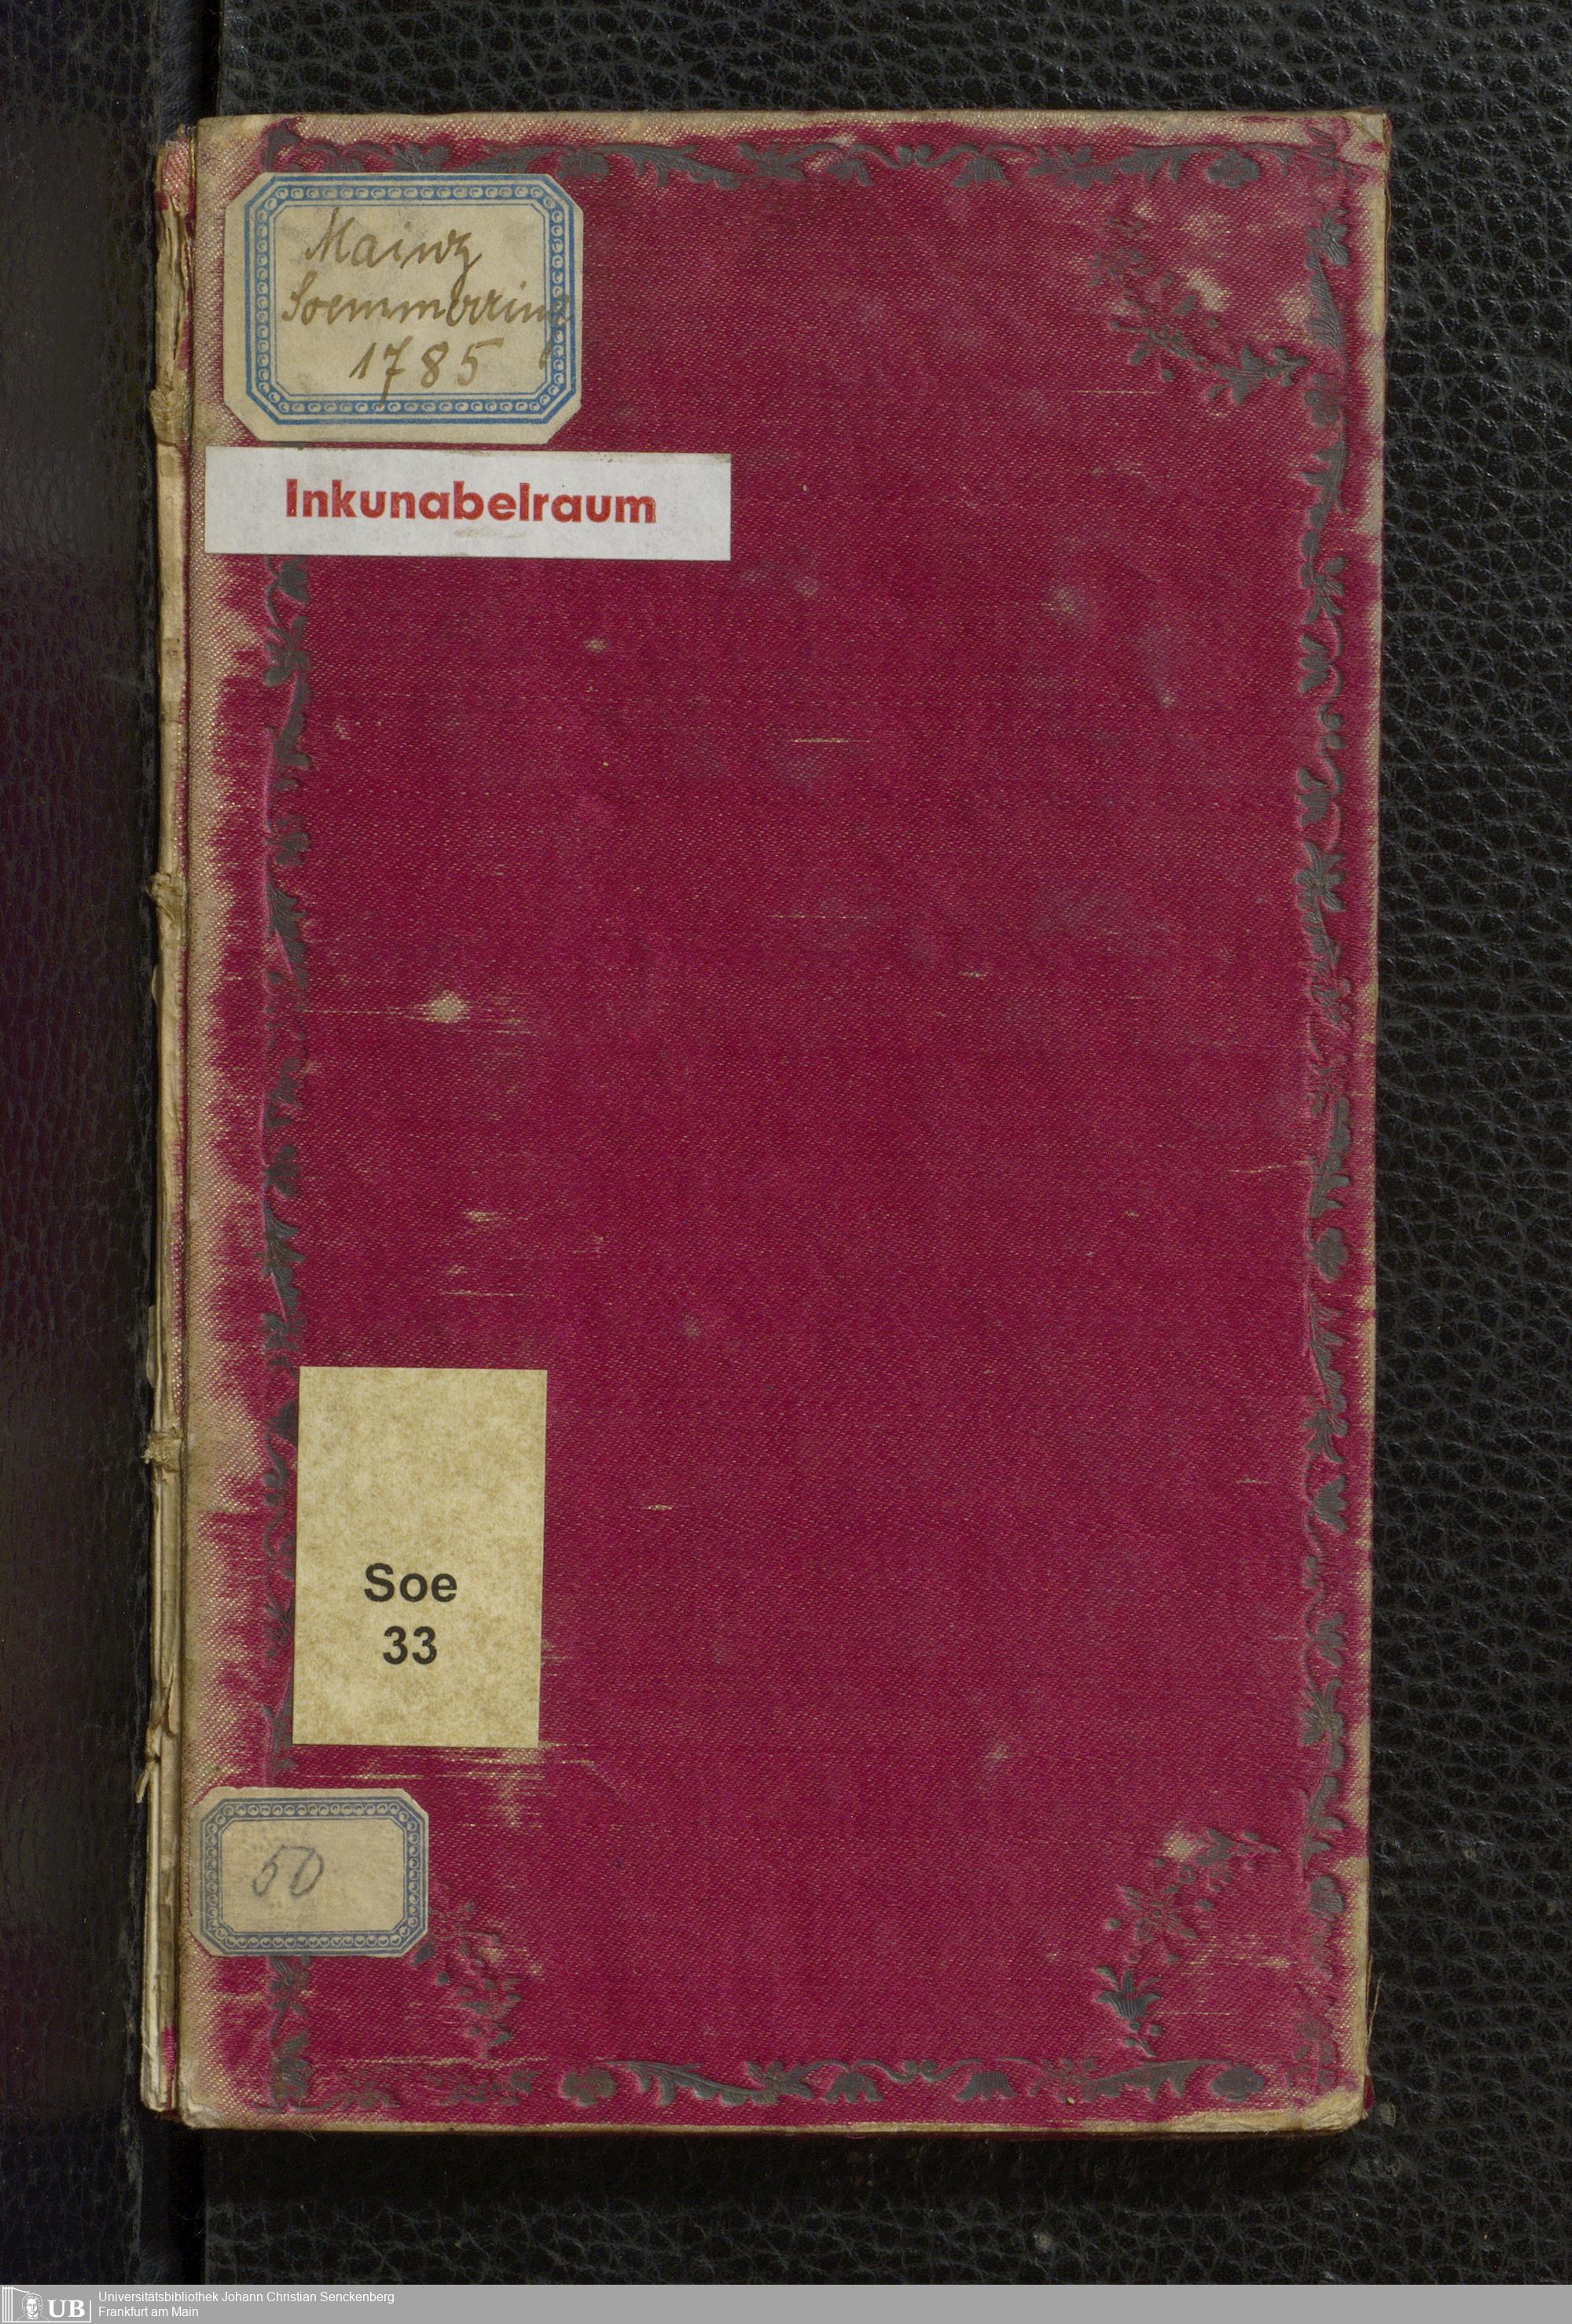 Mainz
Soemmerring
1785
Inkunabelraum
Soe
33
50
UB
Universitätsbibliothek Johann Christian Senckenberg
Frankfurt am Main